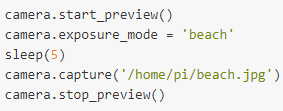 camera.start_preview()
camera.exposure_mode = 'beach'
sleep(5)
camera.capture('/home/pi/beach.jpg')
camera.stop_preview()